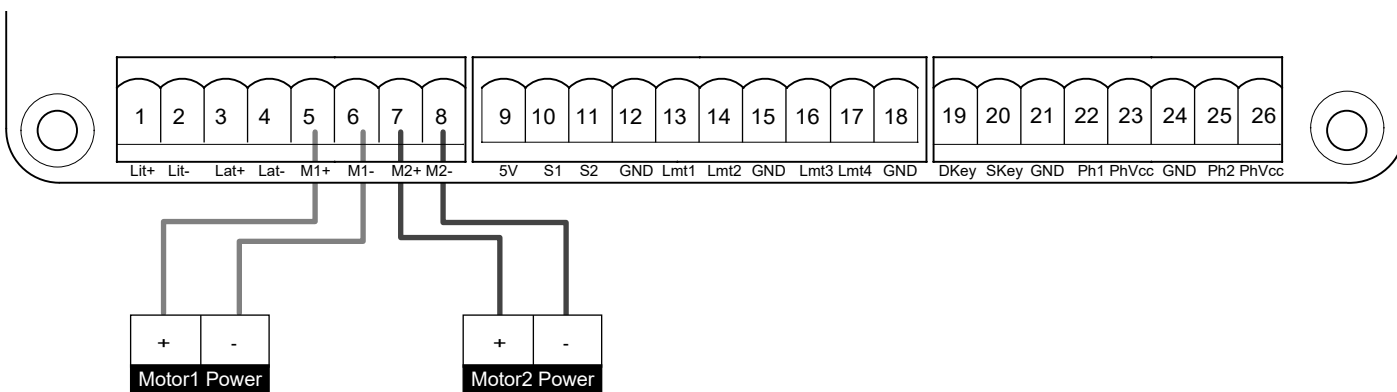 1 2 3 4 5 6 7 8 9 10 11 12 13 14 15 16 17 18 19 20 21 22 23 24 25 26
Lit+ Lit- Lat+ Lat- M1+ M1- M2+ M2- 5V S1 S2 GND Lmt1 Lmt2 GND Lmt3 Lmt4 GND DKey SKey GND Ph1 PhVcc GND Ph2 PhVcc
+ - + -
Motor1 Power Motor2 Power